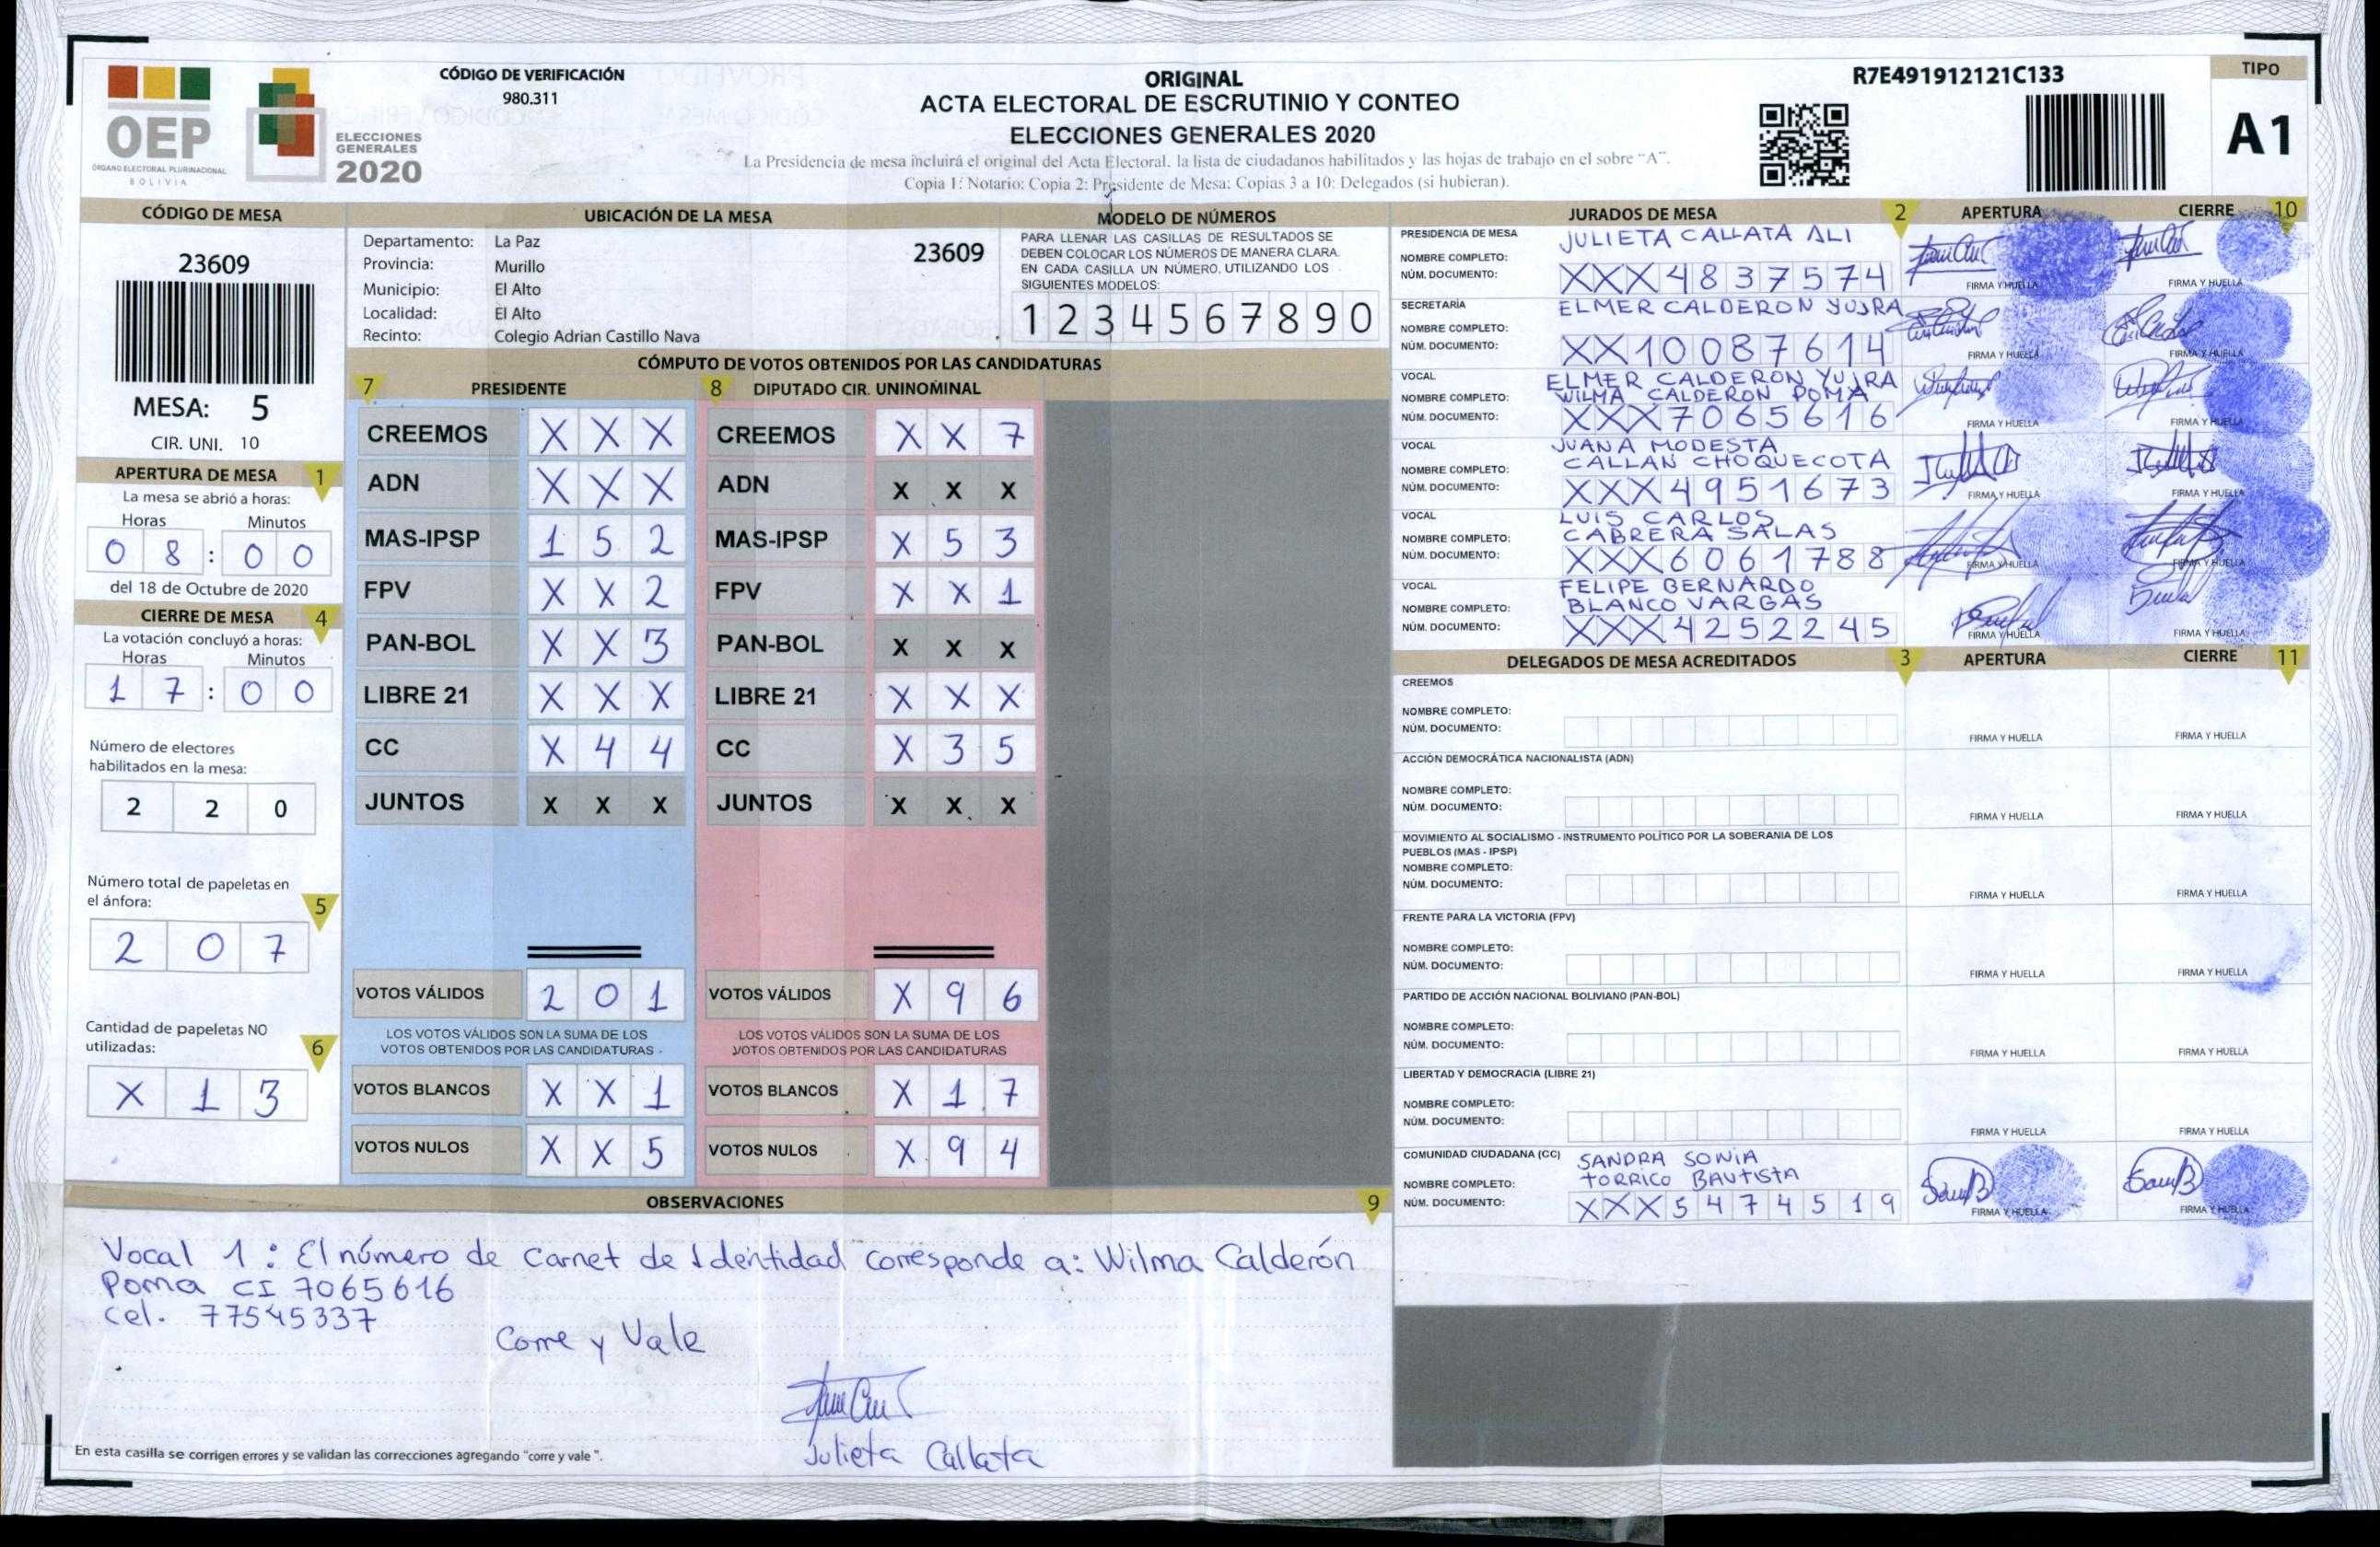 CÓDIGO DE VERIFICACIÓN
980.311
OEP
ÓRGANO ELECTORAL PLURINACIONAL
BOLIVIA
ELECCIONES
GENERALES
2020
ORIGINAL
ACTA ELECTORAL DE ESCRUTINIO Y CONTEO
ELECCIONES GENERALES 2020
La Presidencia de mesa incluirá el original del Acta Electoral, la lista de ciudadanos habilitados y las hojas de trabajo en el sobre "A".
Copia 1: Notario; Copia 2: Presidente de Mesa; Copias 3 a 10: Delegados (si hubieran).
R7E491912121C133
TIPO
A1
CÓDIGO DE MESA
23609
MESA: 5
CIR. UNI. 10
APERTURA DE MESA 1
La mesa se abrió a horas:
Horas Minutos
0 8 : 0 0
del 18 de Octubre de 2020
CIERRE DE MESA 4
La votación concluyó a horas:
Horas Minutos
1 7 : 0 0
Número de electores
habilitados en la mesa:
2 2 0
Número total de papeletas en
el ánfora: 5
2 0 7
Cantidad de papeletas NO
utilizadas: 6
X 1 3
UBICACIÓN DE LA MESA
Departamento: La Paz 23609
Provincia: Murillo
Municipio: El Alto
Localidad: El Alto
Recinto: Colegio Adrian Castillo Nava
MODELO DE NÚMEROS
PARA LLENAR LAS CASILLAS DE RESULTADOS SE
DEBEN COLOCAR LOS NÚMEROS DE MANERA CLARA.
EN CADA CASILLA UN NÚMERO, UTILIZANDO LOS
SIGUIENTES MODELOS:
1 2 3 4 5 6 7 8 9 0
CÓMPUTO DE VOTOS OBTENIDOS POR LAS CANDIDATURAS
7 PRESIDENTE 8 DIPUTADO CIR. UNINOMINAL
CREEMOS X X X CREEMOS X X 7
ADN X X X ADN X X X
MAS-IPSP 1 5 2 MAS-IPSP X 5 3
FPV X X 2 FPV X X 1
PAN-BOL X X 3 PAN-BOL X X X
LIBRE 21 X X X LIBRE 21 X X X
CC X 4 4 CC X 3 5
JUNTOS X X X JUNTOS X X X
VOTOS VÁLIDOS 2 0 1 VOTOS VÁLIDOS X 9 6
LOS VOTOS VÁLIDOS SON LA SUMA DE LOS LOS VOTOS VÁLIDOS SON LA SUMA DE LOS
VOTOS OBTENIDOS POR LAS CANDIDATURAS VOTOS OBTENIDOS POR LAS CANDIDATURAS
VOTOS BLANCOS X X 1 VOTOS BLANCOS X 1 7
VOTOS NULOS X X 5 VOTOS NULOS X 9 4
JURADOS DE MESA 2 APERTURA CIERRE 10
PRESIDENCIA DE MESA JULIETA CALLATA ALI
NOMBRE COMPLETO:
NÚM. DOCUMENTO: XXX4837574 FIRMA Y HUELLA FIRMA Y HUELLA
SECRETARÍA ELMER CALDERON YUJRA
NOMBRE COMPLETO:
NÚM. DOCUMENTO: XX10087614 FIRMA Y HUELLA FIRMA Y HUELLA
VOCAL ELMER CALDERON YUJRA
NOMBRE COMPLETO: WILMA CALDERON POMA
NÚM. DOCUMENTO: XXX7065616 FIRMA Y HUELLA FIRMA Y HUELLA
VOCAL JUANA MODESTA
NOMBRE COMPLETO: CALLAN CHOQUECOTA
NÚM. DOCUMENTO: XXX4951673 FIRMA Y HUELLA FIRMA Y HUELLA
VOCAL LUIS CARLOS
NOMBRE COMPLETO: CABRERA SALAS
NÚM. DOCUMENTO: XXX6061788 FIRMA Y HUELLA FIRMA Y HUELLA
VOCAL FELIPE BERNARDO
NOMBRE COMPLETO: BLANCO VARGAS
NÚM. DOCUMENTO: XXX4252245 FIRMA Y HUELLA FIRMA Y HUELLA
DELEGADOS DE MESA ACREDITADOS 3 APERTURA CIERRE 11
CREEMOS
NOMBRE COMPLETO:
NÚM. DOCUMENTO: FIRMA Y HUELLA FIRMA Y HUELLA
ACCIÓN DEMOCRÁTICA NACIONALISTA (ADN)
NOMBRE COMPLETO:
NÚM. DOCUMENTO: FIRMA Y HUELLA FIRMA Y HUELLA
MOVIMIENTO AL SOCIALISMO - INSTRUMENTO POLÍTICO POR LA SOBERANIA DE LOS
PUEBLOS (MAS - IPSP)
NOMBRE COMPLETO:
NÚM. DOCUMENTO: FIRMA Y HUELLA FIRMA Y HUELLA
FRENTE PARA LA VICTORIA (FPV)
NOMBRE COMPLETO:
NÚM. DOCUMENTO: FIRMA Y HUELLA FIRMA Y HUELLA
PARTIDO DE ACCIÓN NACIONAL BOLIVIANO (PAN-BOL)
NOMBRE COMPLETO:
NÚM. DOCUMENTO: FIRMA Y HUELLA FIRMA Y HUELLA
LIBERTAD Y DEMOCRACIA (LIBRE 21)
NOMBRE COMPLETO:
NÚM. DOCUMENTO: FIRMA Y HUELLA FIRMA Y HUELLA
COMUNIDAD CIUDADANA (CC) SANDRA SONIA
NOMBRE COMPLETO: TORRICO BAUTISTA
NÚM. DOCUMENTO: XXX5474519 FIRMA Y HUELLA FIRMA Y HUELLA
OBSERVACIONES 9
Vocal 1 : El número de carnet de Identidad corresponde a: Wilma Calderón
Poma CI 7065616
cel. 77545337
Corre y Vale
Julieta Callata
En esta casilla se corrigen errores y se validan las correcciones agregando "corre y vale ".